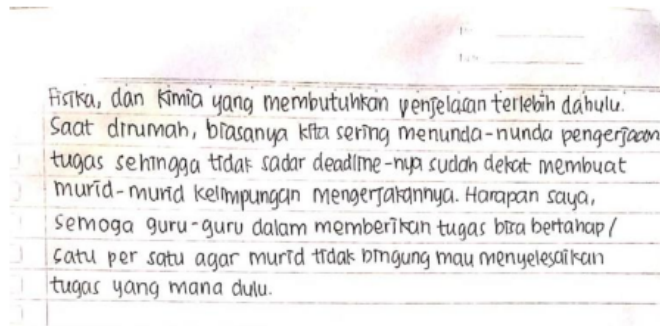 Fisika, dan Kimia yang membutuhkan penjelasan terlebih dahulu.
Saat dirumah, biasanya kita sering menunda-nunda pengerjaan
tugas sehingga tidak sadar deadline-nya sudah dekat membuat
murid-murid kelimpungan mengerjakannya. Harapan saya,
semoga guru-guru dalam memberikan tugas bisa bertahap/
satu per satu agar murid tidak bingung mau menyelesaikan
tugas yang mana dulu.